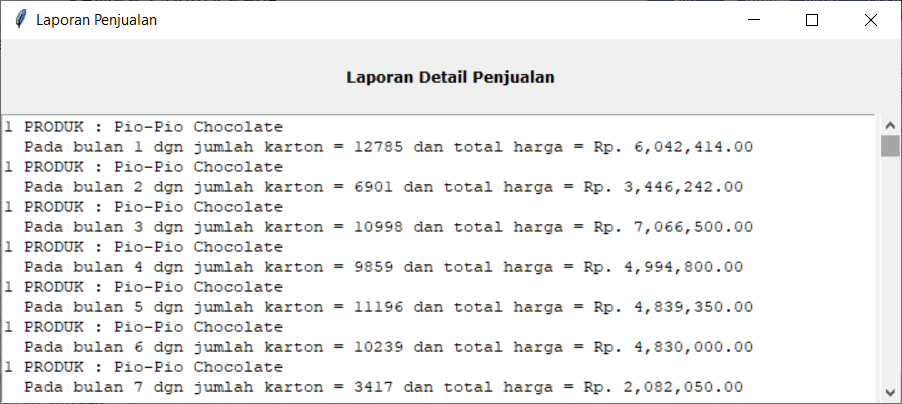 Laporan Penjualan
Laporan Detail Penjualan
1 PRODUK : Pio-Pio Chocolate
Pada bulan 1 dgn jumlah karton = 12785 dan total harga = Rp. 6,042,414.00
1 PRODUK : Pio-Pio Chocolate
Pada bulan 2 dgn jumlah karton = 6901 dan total harga = Rp. 3,446,242.00
1 PRODUK : Pio-Pio Chocolate
Pada bulan 3 dgn jumlah karton = 10998 dan total harga = Rp. 7,066,500.00
1 PRODUK : Pio-Pio Chocolate
Pada bulan 4 dgn jumlah karton = 9859 dan total harga = Rp. 4,994,800.00
1 PRODUK : Pio-Pio Chocolate
Pada bulan 5 dgn jumlah karton = 11196 dan total harga = Rp. 4,839,350.00
1 PRODUK : Pio-Pio Chocolate
Pada bulan 6 dgn jumlah karton = 10239 dan total harga = Rp. 4,830,000.00
1 PRODUK : Pio-Pio Chocolate
Pada bulan 7 dgn jumlah karton = 3417 dan total harga = Rp. 2,082,050.00